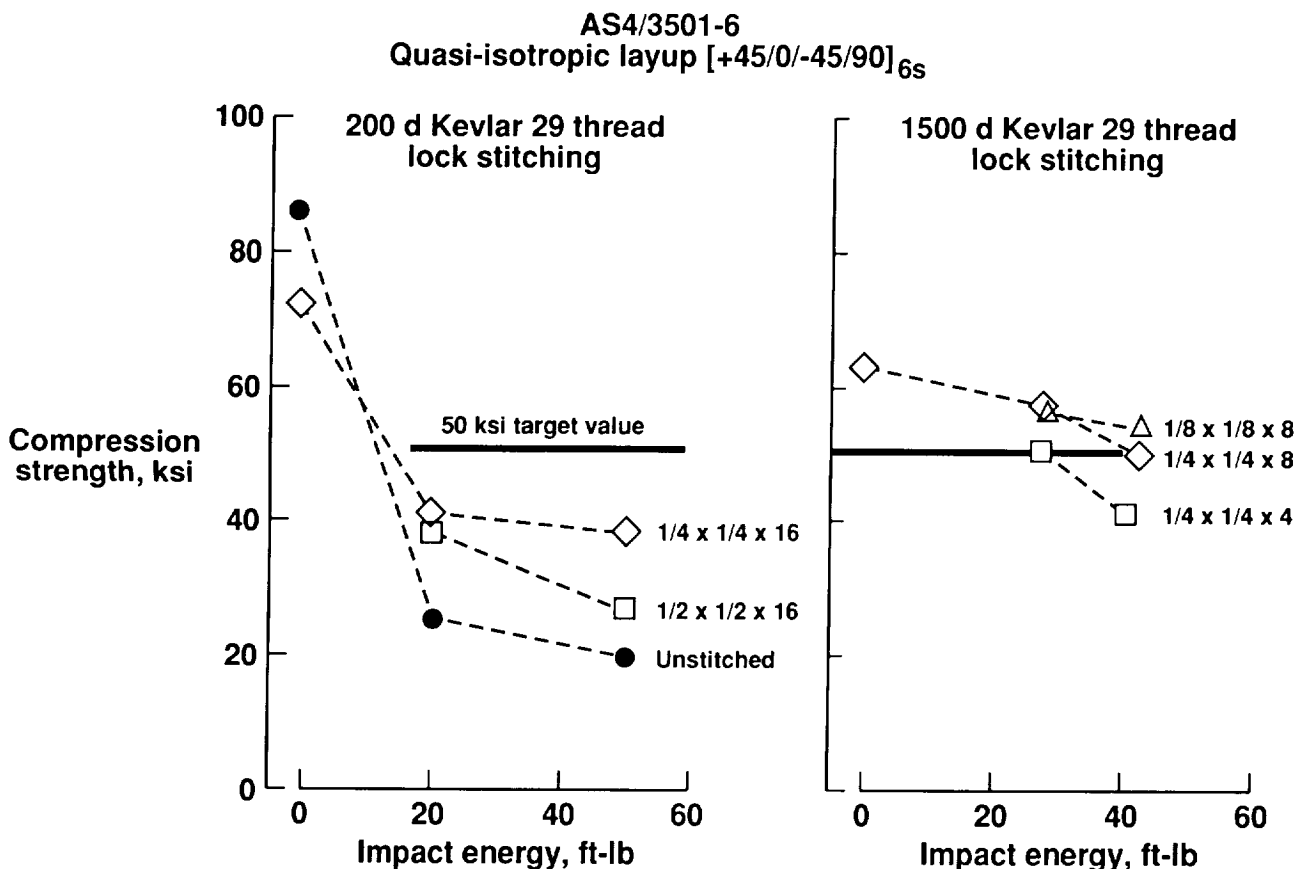 AS4/3501-6
Quasi-isotropic layup [+45/0/-45/90]6s
100
80
60
40
20
0
Compression
strength, ksi
200 d Kevlar 29 thread
lock stitching
50 ksi target value
1/4 x 1/4 x 16
1/2 x 1/2 x 16
Unstitched
0 20 40 60
Impact energy, ft-lb
1500 d Kevlar 29 thread
lock stitching
1/8 x 1/8 x 8
1/4 x 1/4 x 8
1/4 x 1/4 x 4
0 20 40 60
Impact energy, ft-lb